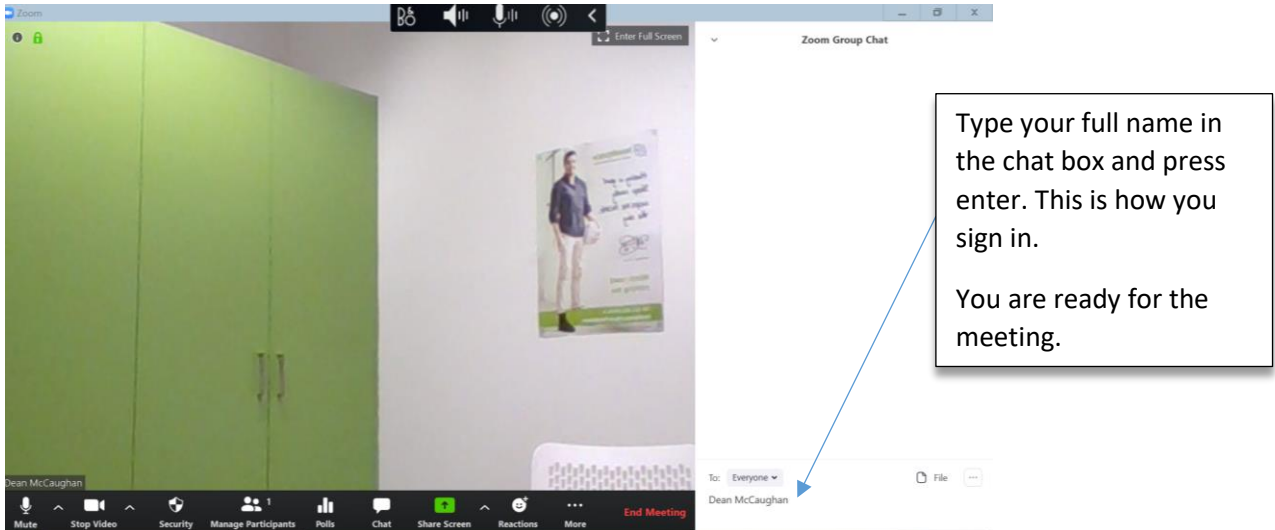 Zoom
Enter Full Screen
Zoom Group Chat
Type your full name in
the chat box and press
enter. This is how you
sign in.
You are ready for the
meeting.
To: Everyone
File
Dean McCaughan
Dean McCaughan
1
Mute
Stop Video
Security
Manage Participants
Polls
Chat
Share Screen
Reactions
More
End Meeting